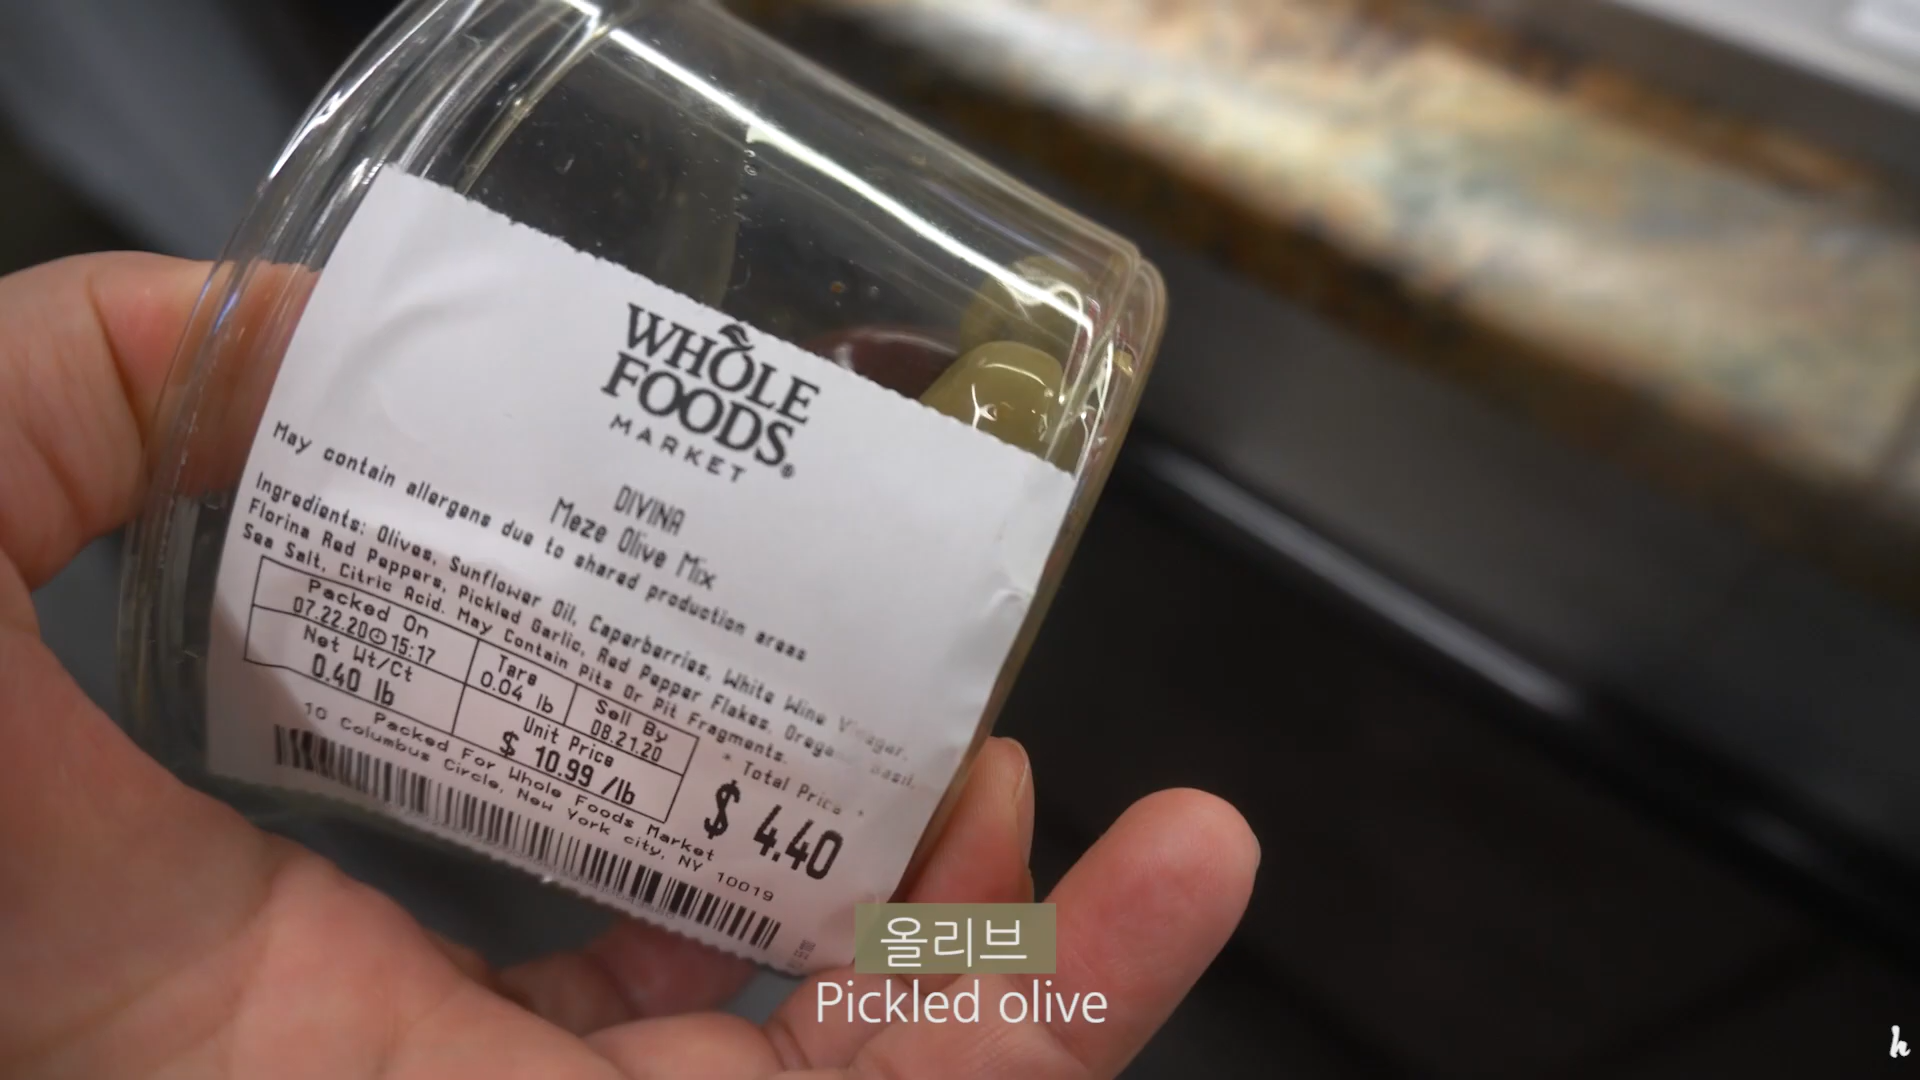 WHOLE
FOODS
MARKET
DIVINA
Meze Olive Mix
May contain allergens due to shared production areas
Ingredients: Olives, Sunflower Oil, Caperberries, White Wine Vinegar,
Florina Red Peppers, Pickled Garlic, Red Pepper Flakes, Oregano, Basil,
Sea Salt, Citric Acid. May Contain Pits Or Pit Fragments.
Packed On
07.22.20 15:17
Tare
0.04 lb
Sell By
08.21.20
Net Wt/Ct
0.40 lb
Unit Price
$ 10.99 /lb
* Total Price *
$ 4.40
Packed For Whole Foods Market
10 Columbus Circle, New York city, NY 10019
올리브
Pickled olive
h